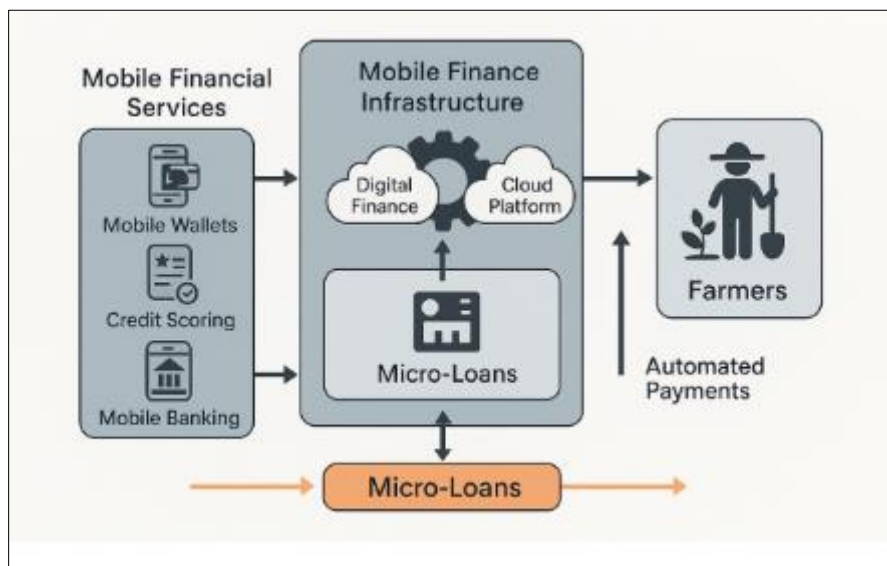 Mobile Financial
Services
Mobile Wallets
Credit Scoring
Mobile Banking
Mobile Finance
Infrastructure
Digital
Finance
Cloud
Platform
Micro-Loans
Farmers
Automated
Payments
Micro-Loans